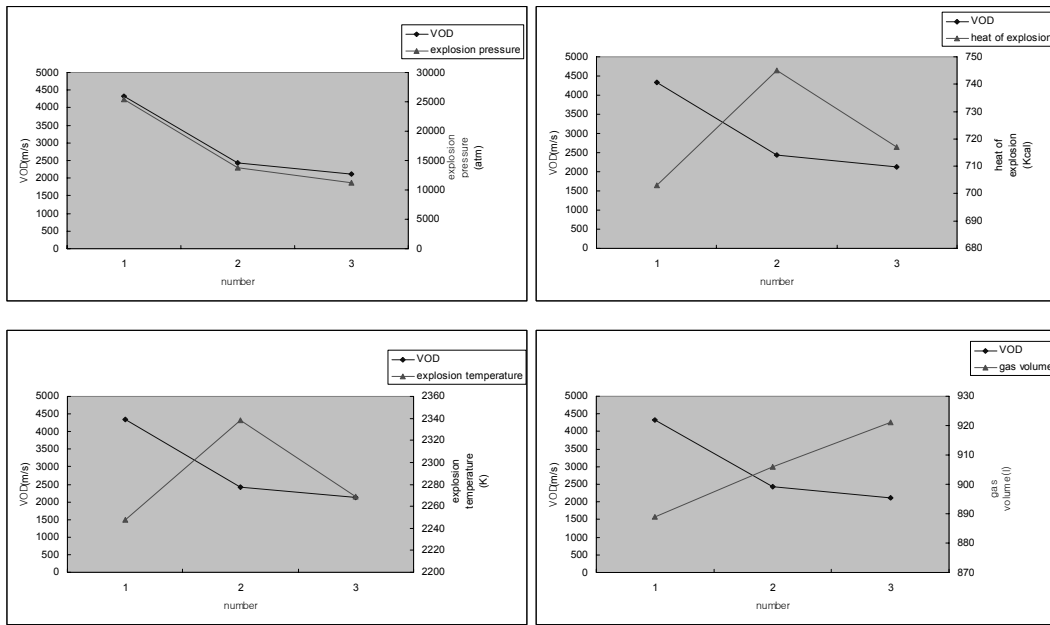 VOD
explosion pressure
5000
4500
4000
3500
3000
2500
2000
1500
1000
500
0
VOD(m/s)
30000
25000
20000
15000
10000
5000
0
explosion
pressure
(atm)
1 2 3
number
VOD
heat of explosion
5000
4500
4000
3500
3000
2500
2000
1500
1000
500
0
VOD(m/s)
750
740
730
720
710
700
690
680
heat of
explosion
(Kcal)
1 2 3
number
VOD
explosion temperature
5000
4500
4000
3500
3000
2500
2000
1500
1000
500
0
VOD(m/s)
2360
2340
2320
2300
2280
2260
2240
2220
2200
explosion
temperature
(K)
1 2 3
number
VOD
gas volume
5000
4500
4000
3500
3000
2500
2000
1500
1000
500
0
VOD(m/s)
930
920
910
900
890
880
870
gas
volume(l)
1 2 3
number